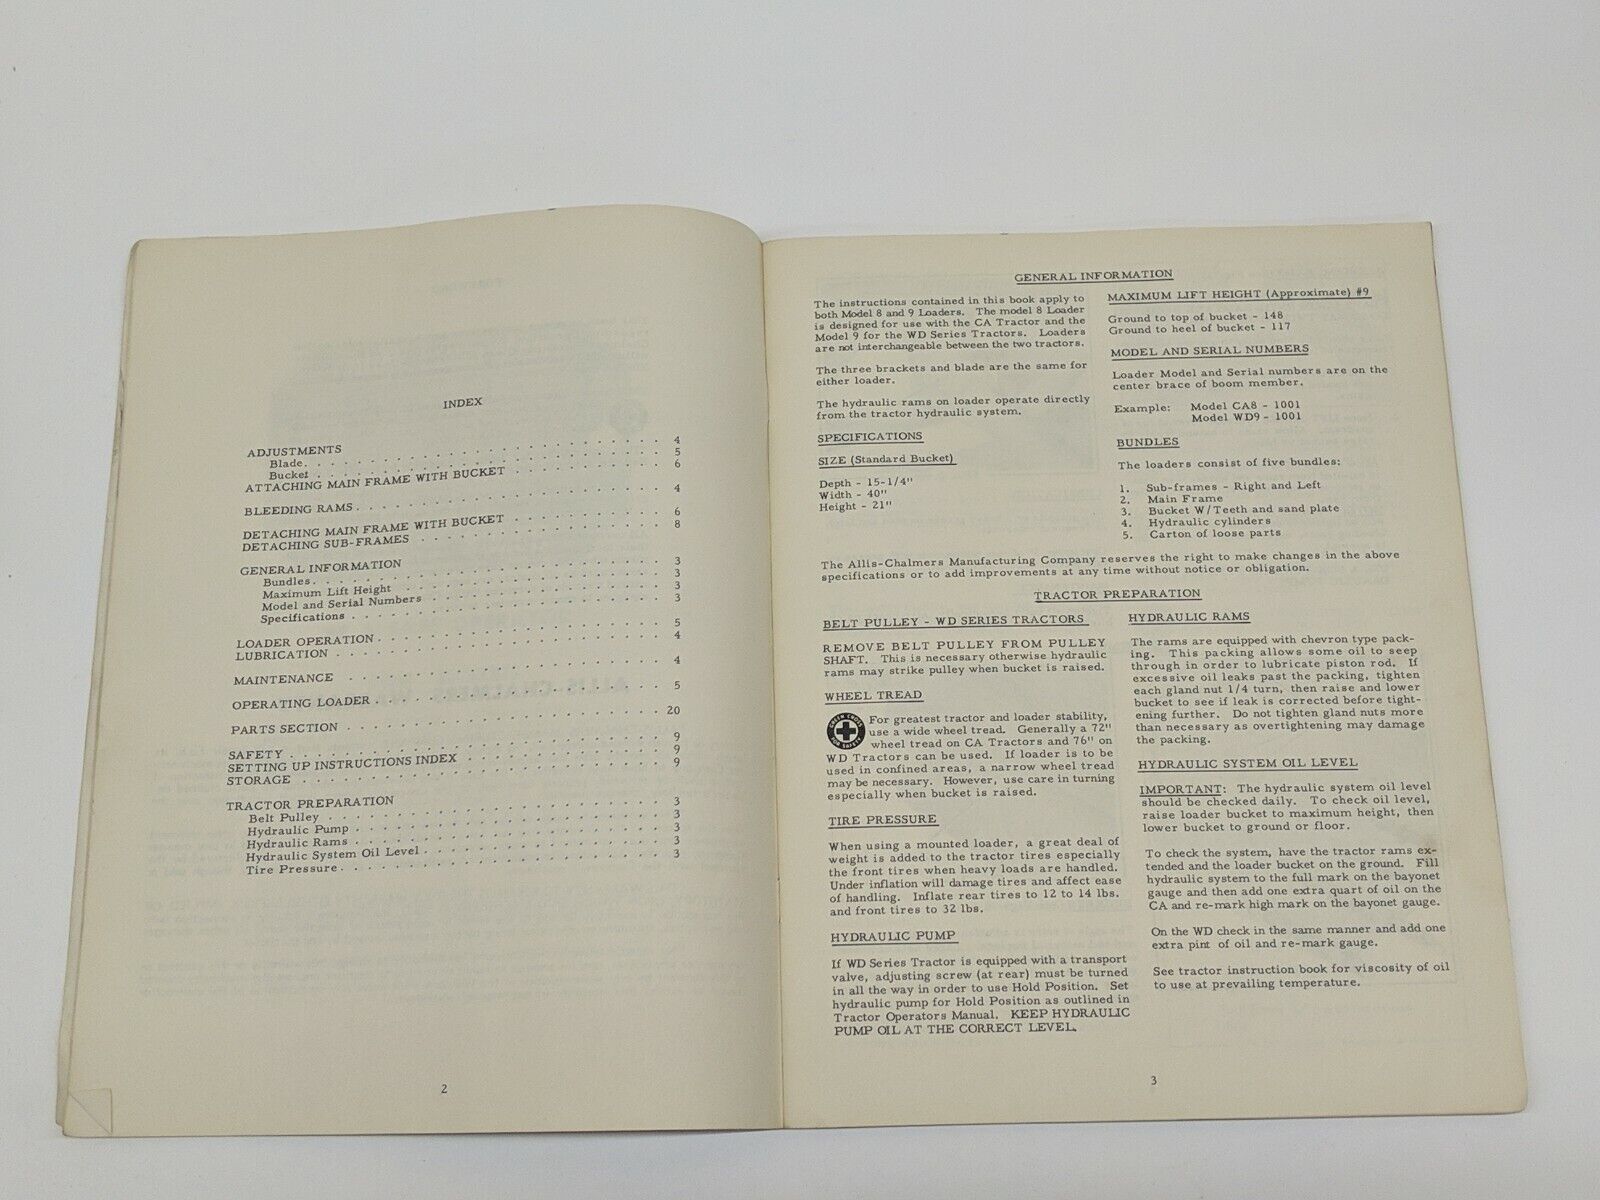 INDEX
ADJUSTMENTS
Blade. . . . . . . . . . . . . . . . . . . . . . . . . . 4
Bucket . . . . . . . . . . . . . . . . . . . . . . . . . 5
ATTACHING MAIN FRAME WITH BUCKET . . . . . . . . . . . 6
BLEEDING RAMS . . . . . . . . . . . . . . . . . . . . . . 4
DETACHING MAIN FRAME WITH BUCKET . . . . . . . . . . . 6
DETACHING SUB-FRAMES . . . . . . . . . . . . . . . . . . 8
GENERAL INFORMATION
Bundles. . . . . . . . . . . . . . . . . . . . . . . . . 3
Maximum Lift Height . . . . . . . . . . . . . . . . . . . 3
Model and Serial Numbers . . . . . . . . . . . . . . . . 3
Specifications . . . . . . . . . . . . . . . . . . . . . 3
LOADER OPERATION . . . . . . . . . . . . . . . . . . . . 5
LUBRICATION . . . . . . . . . . . . . . . . . . . . . . . 4
MAINTENANCE . . . . . . . . . . . . . . . . . . . . . . 4
OPERATING LOADER . . . . . . . . . . . . . . . . . . . . 5
PARTS SECTION . . . . . . . . . . . . . . . . . . . . . 20
SAFETY . . . . . . . . . . . . . . . . . . . . . . . . . 9
SETTING UP INSTRUCTIONS INDEX . . . . . . . . . . . . . . 9
STORAGE . . . . . . . . . . . . . . . . . . . . . . . . 9
TRACTOR PREPARATION
Belt Pulley . . . . . . . . . . . . . . . . . . . . . . . 3
Hydraulic Pump . . . . . . . . . . . . . . . . . . . . . 3
Hydraulic Rams . . . . . . . . . . . . . . . . . . . . . 3
Hydraulic System Oil Level . . . . . . . . . . . . . . . 3
Tire Pressure . . . . . . . . . . . . . . . . . . . . . . 3
2
GENERAL INFORMATION
The instructions contained in this book apply to
both Model 8 and 9 Loaders. The model 8 Loader
is designed for use with the CA Tractor and the
Model 9 for the WD Series Tractors. Loaders
are not interchangeable between the two tractors.
The three brackets and blade are the same for
either loader.
The hydraulic rams on loader operate directly
from the tractor hydraulic system.
SPECIFICATIONS
SIZE (Standard Bucket)
Depth - 15-1/4"
Width - 40"
Height - 21"
MAXIMUM LIFT HEIGHT (Approximate) #9
Ground to top of bucket - 148
Ground to heel of bucket - 117
MODEL AND SERIAL NUMBERS
Loader Model and Serial numbers are on the
center brace of boom member.
Example: Model CA8 - 1001
Model WD9 - 1001
BUNDLES
The loaders consist of five bundles:
1. Sub-frames - Right and Left
2. Main Frame
3. Bucket W/Teeth and sand plate
4. Hydraulic cylinders
5. Carton of loose parts
The Allis-Chalmers Manufacturing Company reserves the right to make changes in the above
specifications or to add improvements at any time without notice or obligation.
TRACTOR PREPARATION
BELT PULLEY - WD SERIES TRACTORS
REMOVE BELT PULLEY FROM PULLEY
SHAFT. This is necessary otherwise hydraulic
rams may strike pulley when bucket is raised.
WHEEL TREAD
GREEN CROSS FOR SAFETY
For greatest tractor and loader stability,
use a wide wheel tread. Generally a 72"
wheel tread on CA Tractors and 76" on
WD Tractors can be used. If loader is to be
used in confined areas, a narrow wheel tread
may be necessary. However, use care in turning
especially when bucket is raised.
TIRE PRESSURE
When using a mounted loader, a great deal of
weight is added to the tractor tires especially
the front tires when heavy loads are handled.
Under inflation will damage tires and affect ease
of handling. Inflate rear tires to 12 to 14 lbs.
and front tires to 32 lbs.
HYDRAULIC PUMP
If WD Series Tractor is equipped with a transport
valve, adjusting screw (at rear) must be turned
in all the way in order to use Hold Position. Set
hydraulic pump for Hold Position as outlined in
Tractor Operators Manual. KEEP HYDRAULIC
PUMP OIL AT THE CORRECT LEVEL.
HYDRAULIC RAMS
The rams are equipped with chevron type pack-
ing. This packing allows some oil to seep
through in order to lubricate piston rod. If
excessive oil leaks past the packing, tighten
each gland nut 1/4 turn, then raise and lower
bucket to see if leak is corrected before tight-
ening further. Do not tighten gland nuts more
than necessary as overtightening may damage
the packing.
HYDRAULIC SYSTEM OIL LEVEL
IMPORTANT: The hydraulic system oil level
should be checked daily. To check oil level,
raise loader bucket to maximum height, then
lower bucket to ground or floor.
To check the system, have the tractor rams ex-
tended and the loader bucket on the ground. Fill
hydraulic system to the full mark on the bayonet
gauge and then add one extra quart of oil on the
CA and re-mark high mark on the bayonet gauge.
On the WD check in the same manner and add one
extra pint of oil and re-mark gauge.
See tractor instruction book for viscosity of oil
to use at prevailing temperature.
3